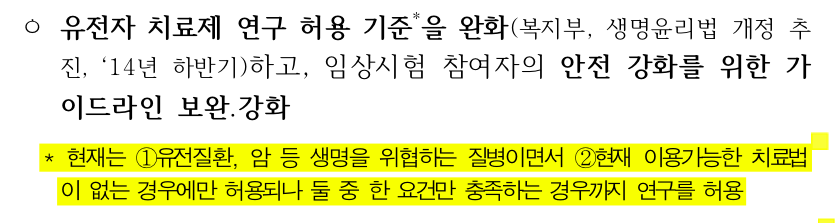 ○ 유전자 치료제 연구 허용 기준*을 완화(복지부, 생명윤리법 개정 추
진, ‘14년 하반기)하고, 임상시험 참여자의 안전 강화를 위한 가
이드라인 보완.강화
* 현재는 ①유전질환, 암 등 생명을 위협하는 질병이면서 ②현재 이용가능한 치료법
이 없는 경우에만 허용되나 둘 중 한 요건만 충족하는 경우까지 연구를 허용